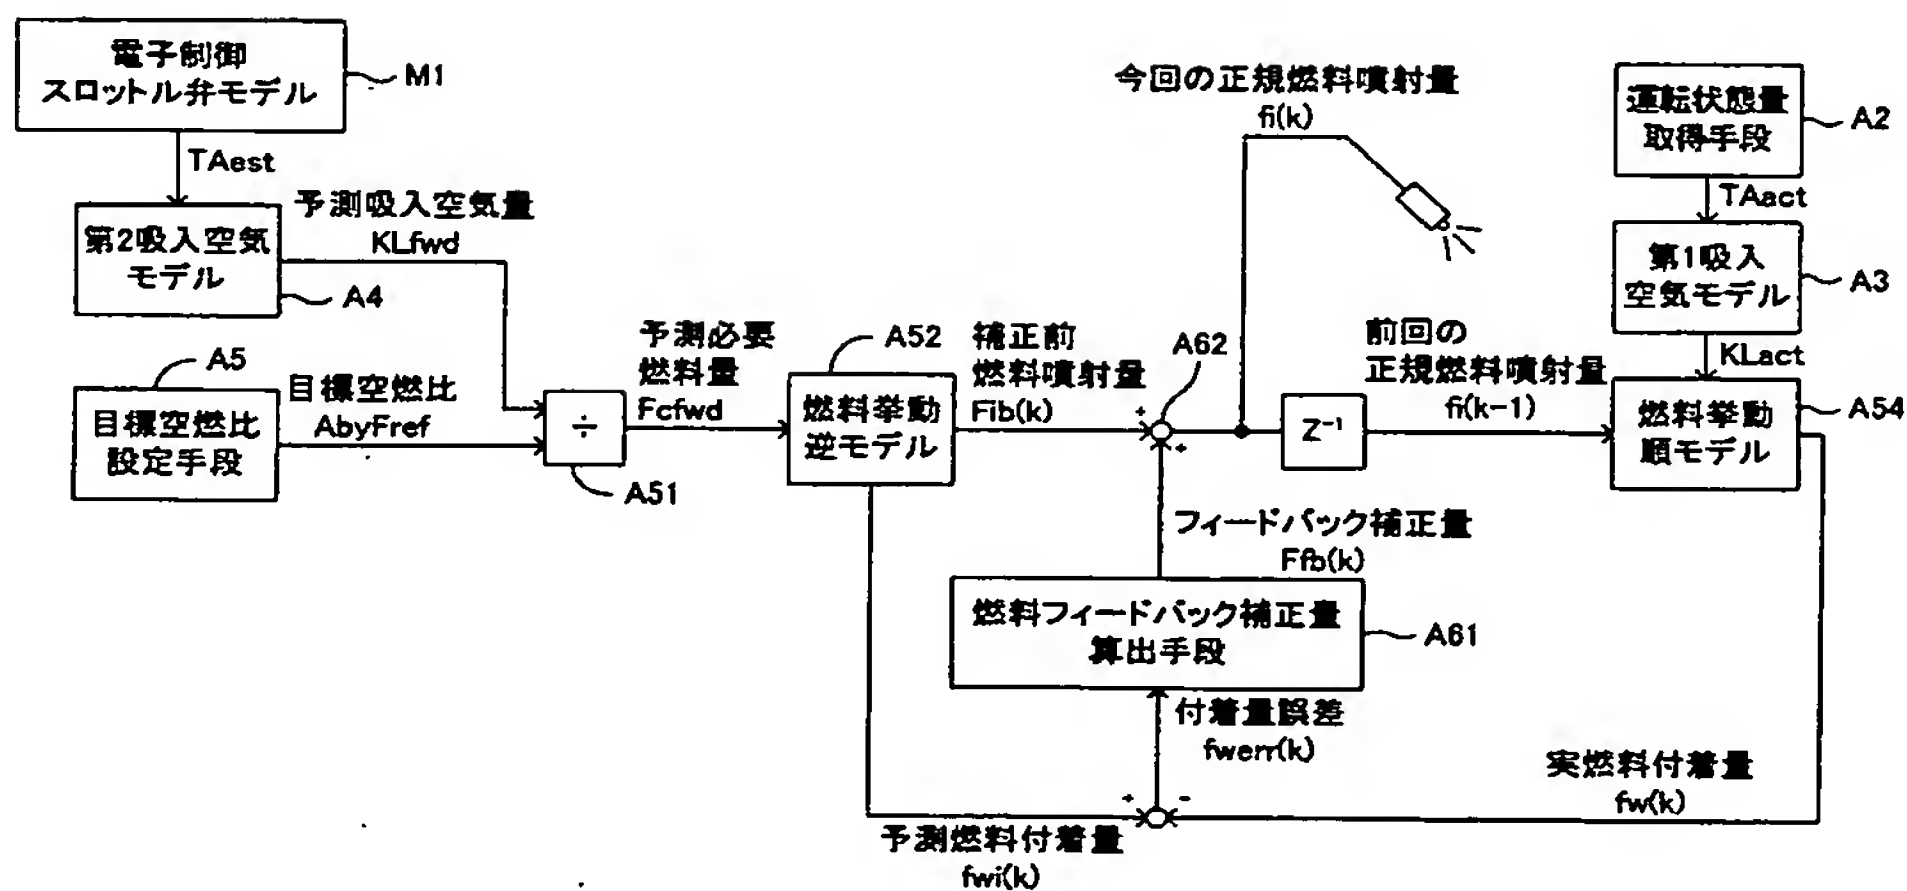 電子制御
スロットル弁モデル
M1
TAest
第2吸入空気
モデル
A4
予測吸入空気量
KLfwd
A5
目標空燃比
設定手段
目標空燃比
AbyFref
÷
A51
予測必要
燃料量
Fcfwd
A52
燃料挙動
逆モデル
補正前
燃料噴射量
Fib(k)
A62
+
+
今回の正規燃料噴射量
fi(k)
Z⁻¹
前回の
正規燃料噴射量
fi(k-1)
運転状態量
取得手段
A2
TAact
第1吸入
空気モデル
A3
KLact
燃料挙動
順モデル
A54
フィードバック補正量
Ffb(k)
燃料フィードバック補正量
算出手段
A61
付着量誤差
fwerr(k)
+
-
実燃料付着量
fw(k)
予測燃料付着量
fwi(k)